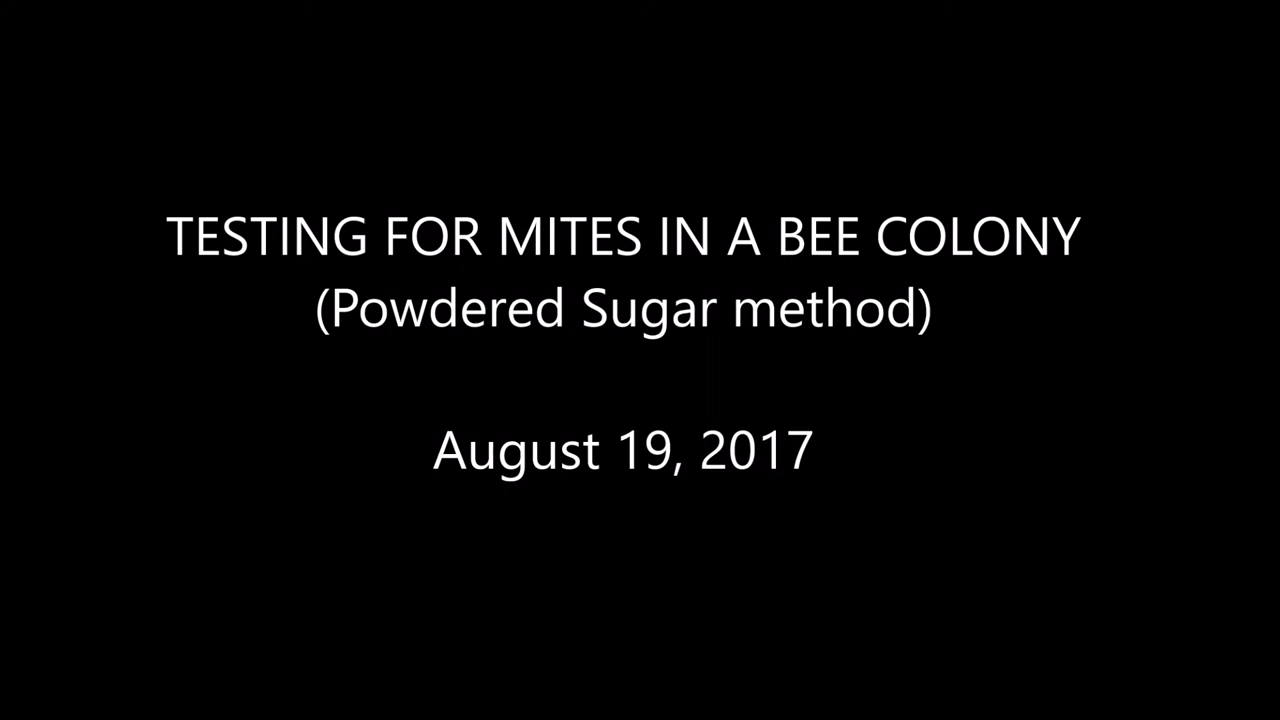 TESTING FOR MITES IN A BEE COLONY
(Powdered Sugar method)
August 19, 2017